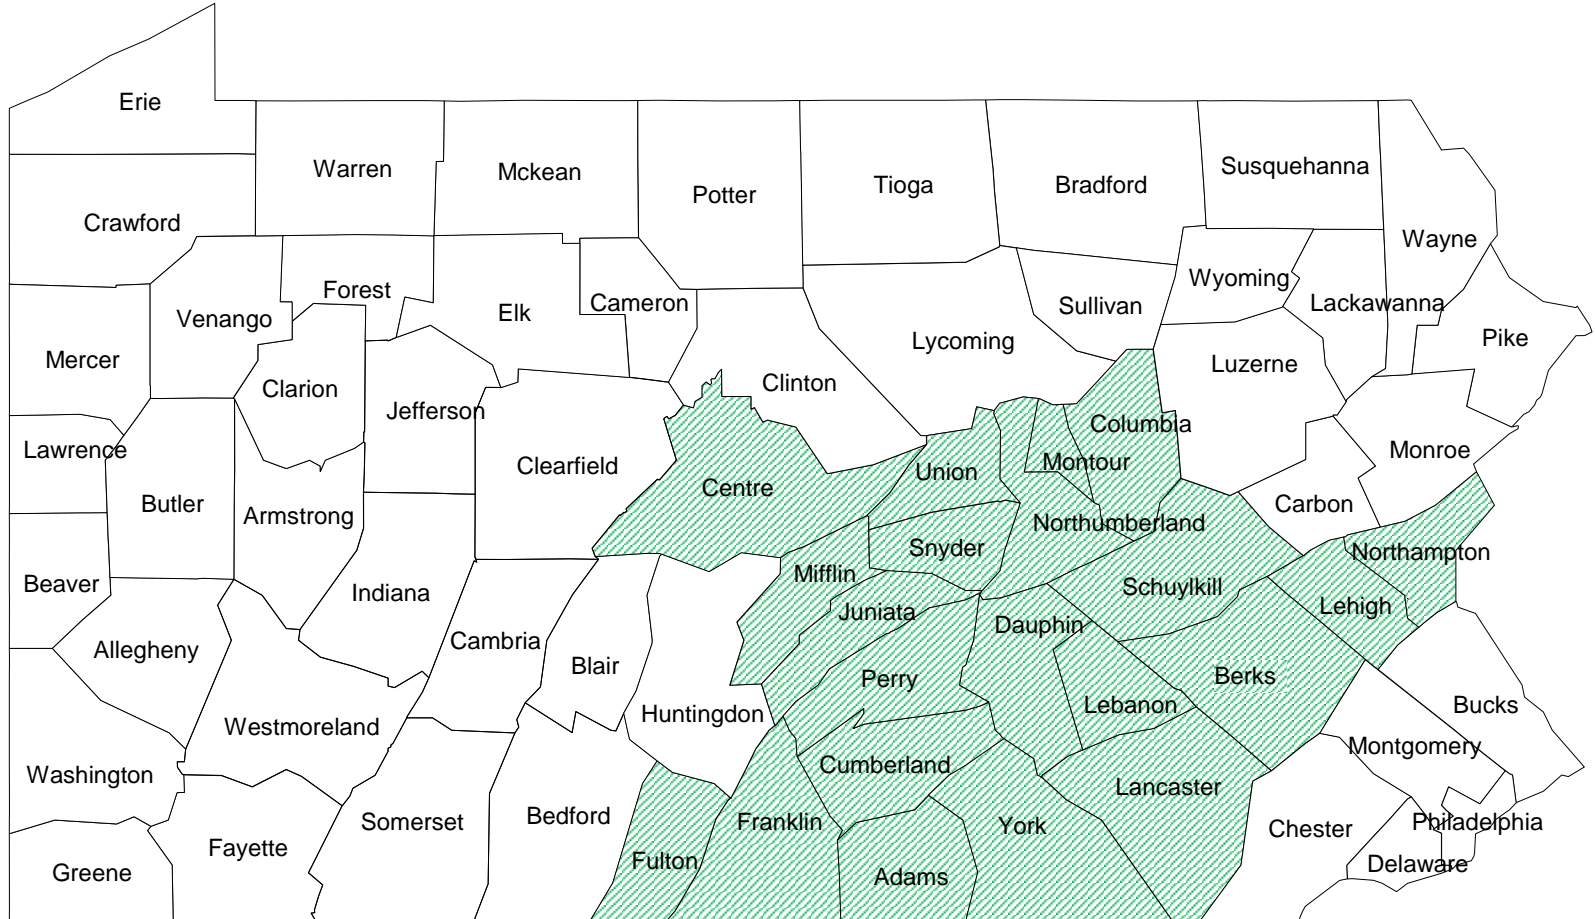 Erie
Warren
Mckean
Potter
Tioga
Bradford
Susquehanna
Crawford
Wayne
Forest
Venango
Elk
Cameron
Wyoming
Lackawanna
Sullivan
Mercer
Lycoming
Pike
Luzerne
Clarion
Clinton
Jefferson
Columbia
Lawrence
Clearfield
Montour
Monroe
Centre
Union
Butler
Armstrong
Carbon
Northumberland
Snyder
Northampton
Beaver
Mifflin
Indiana
Schuylkill
Juniata
Lehigh
Dauphin
Allegheny
Cambria
Blair
Perry
Berks
Lebanon
Bucks
Huntingdon
Westmoreland
Montgomery
Washington
Cumberland
Lancaster
Bedford
Somerset
Franklin
York
Chester
Philadelphia
Fayette
Fulton
Delaware
Greene
Adams